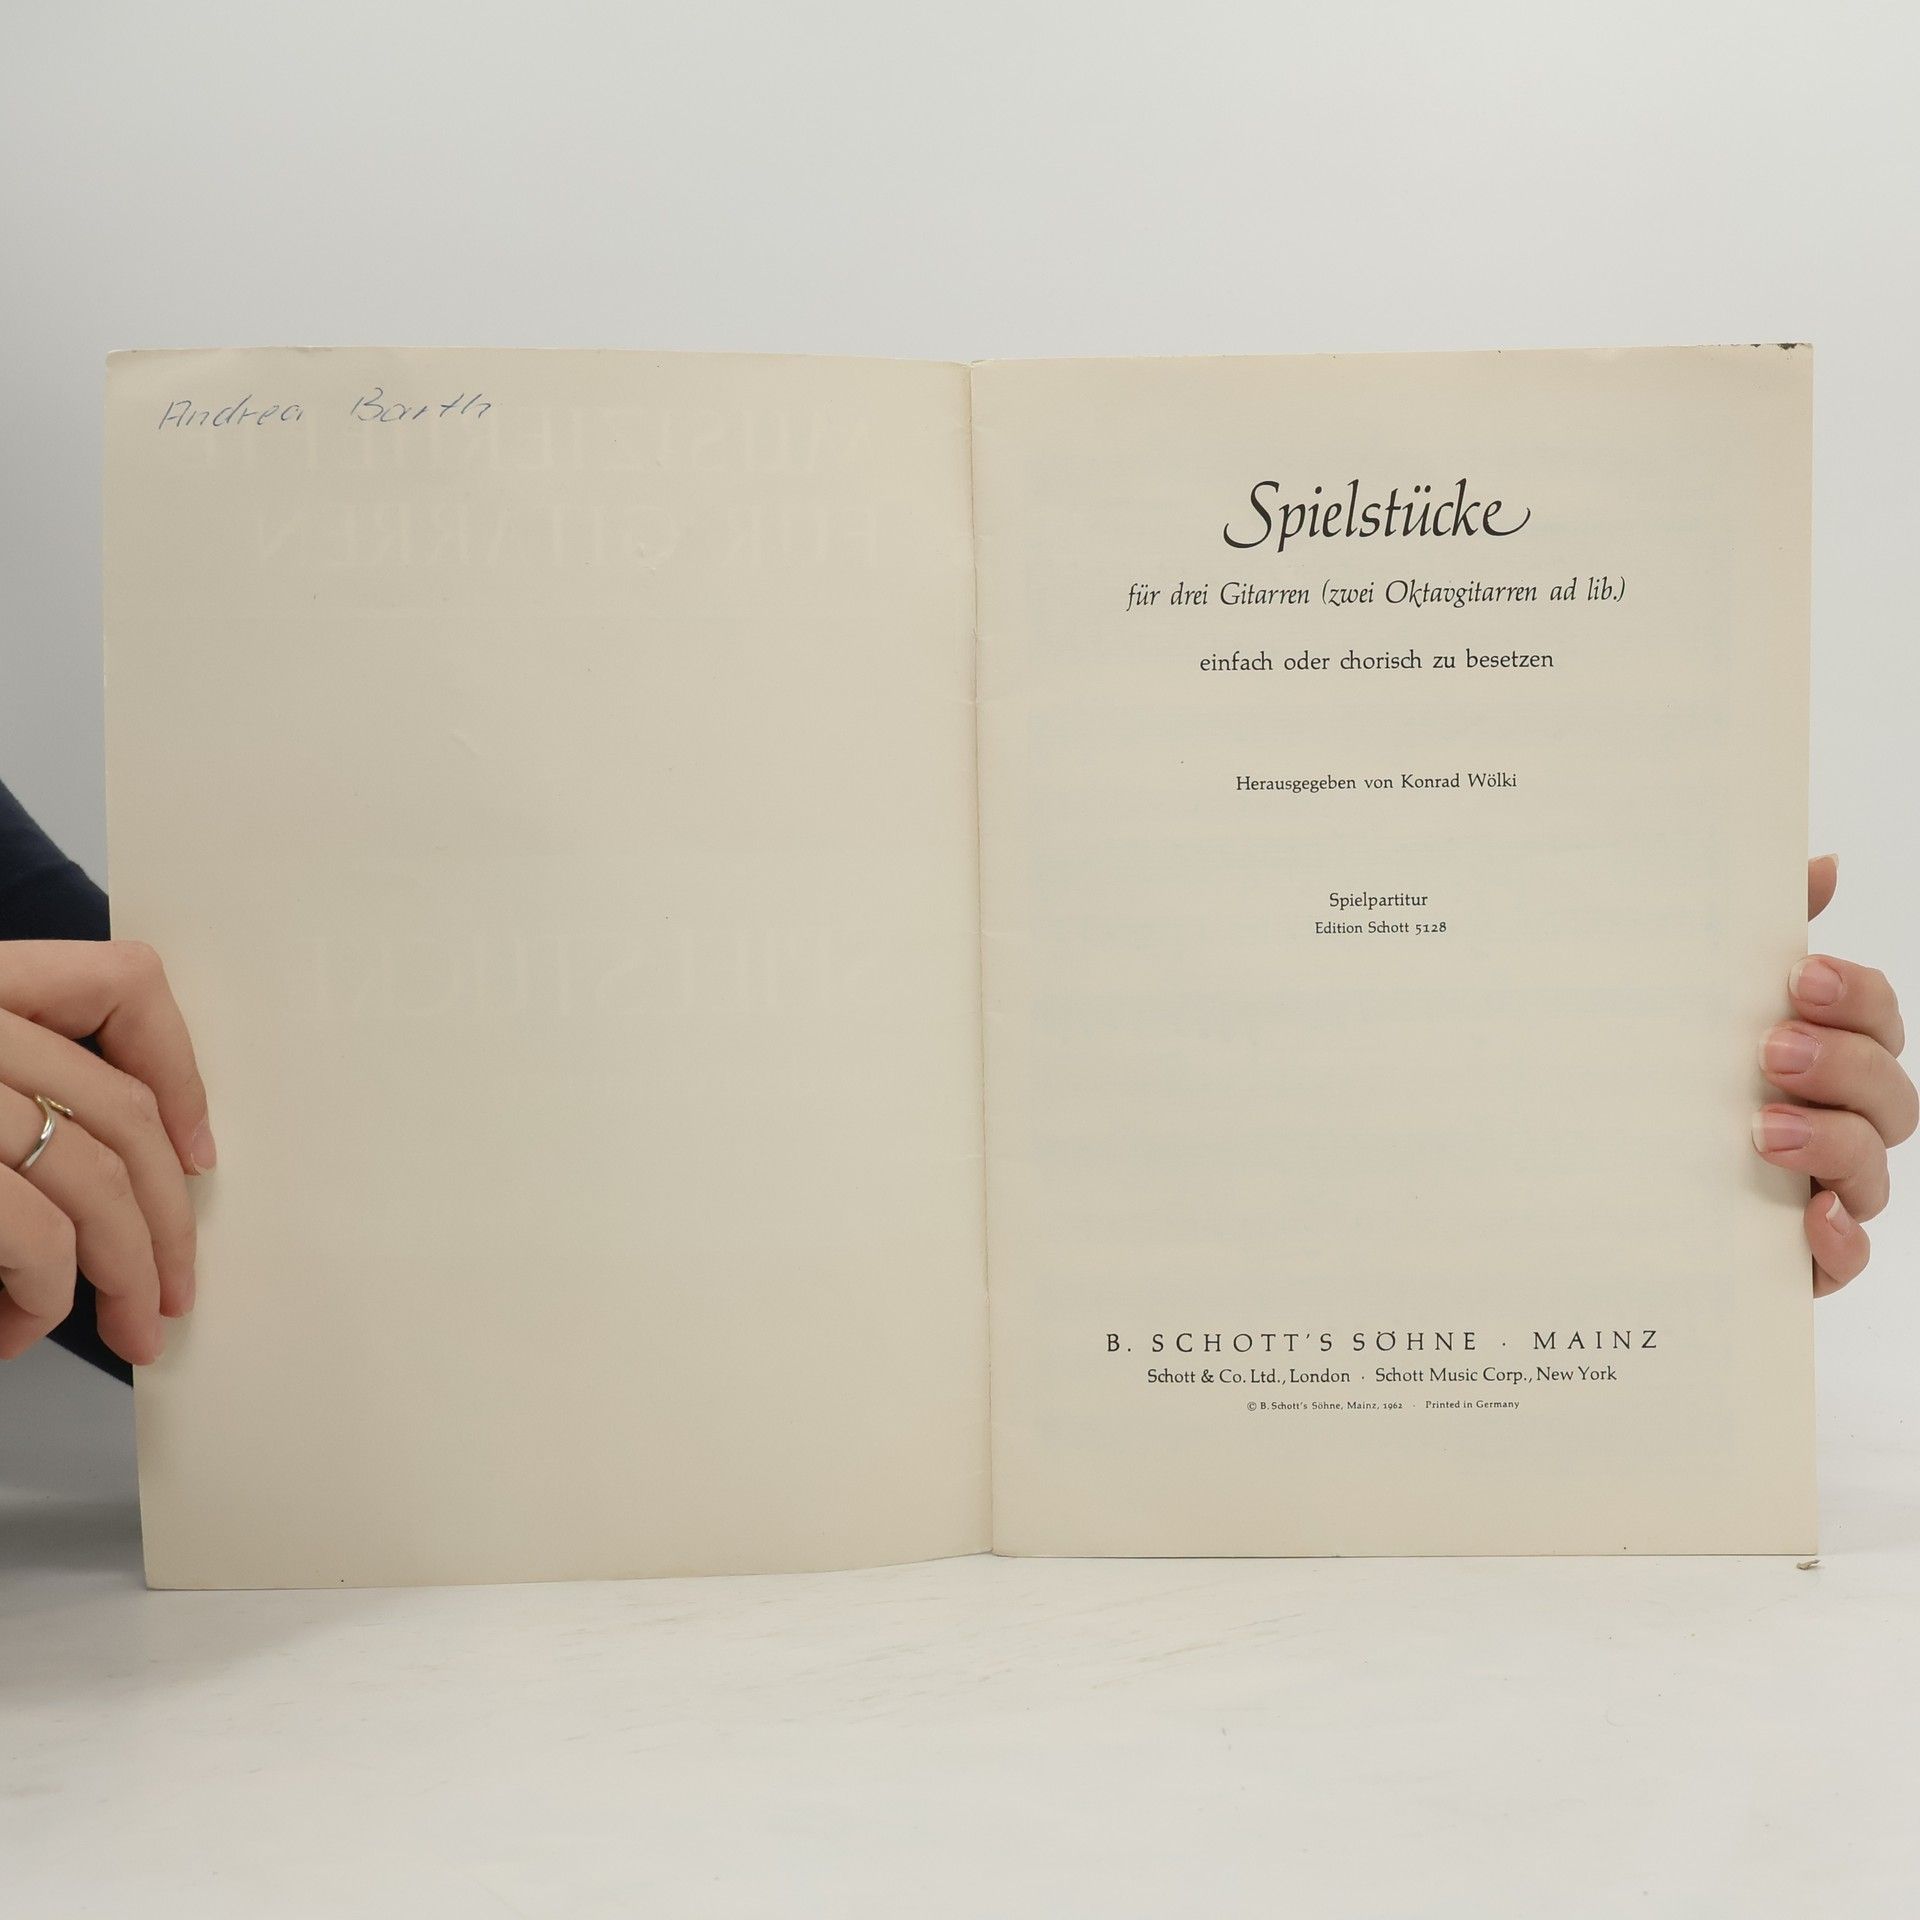 Andrea Barth
Spielstücke
für drei Gitarren (zwei Oktavgitarren ad lib.)
einfach oder chorisch zu besetzen
Herausgegeben von Konrad Wölki
Spielpartitur
Edition Schott 5128
B. SCHOTT'S SÖHNE · MAINZ
Schott & Co. Ltd., London · Schott Music Corp., New York
© B. Schott's Söhne, Mainz, 1962 · Printed in Germany